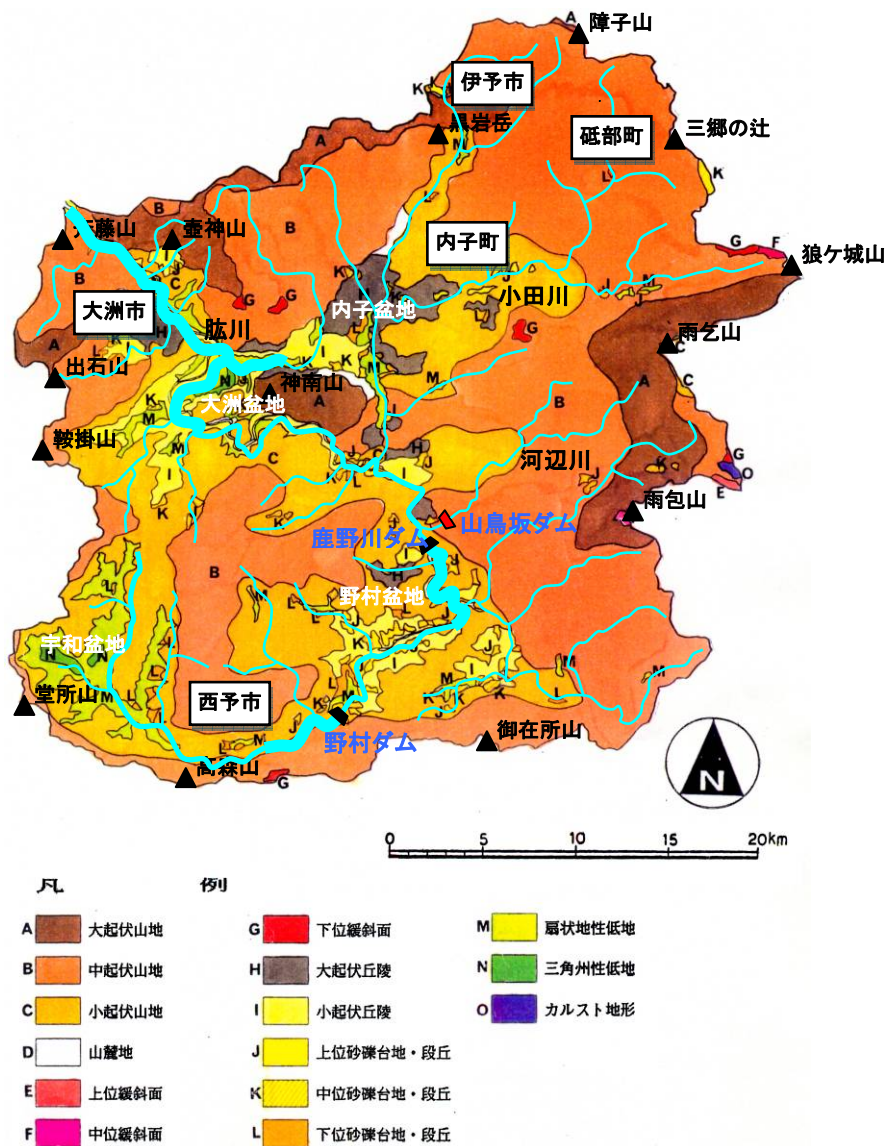 障子山
A
伊予市
K
黒岩岳
砥部町
三郷の辻
A
M
K
L
L
B
B
内子町
G
F
狼ケ城山
壺神山
B
K
J
小田川
J
M
J
大洲市
C
G
G
内子盆地
G
雨乞山
肱川
H
L
I
I
C
出石山
N
神南山
M
A
C
K
M
大洲盆地
A
B
鞍掛山
M
I
C
H
J
I
河辺川
J
K
G
O
E
雨包山
山鳥坂ダム
鹿野川ダム
B
H
野村盆地
M
L
宇和盆地
N
N
K
I
I
M
M
堂所山
M
L
西予市
K
M
L
野村ダム
御在所山
高森山
G
N
0 5 10 15 20km
凡 例
A 大起伏山地
B 中起伏山地
C 小起伏山地
D 山麓地
E 上位緩斜面
F 中位緩斜面
G 下位緩斜面
H 大起伏丘陵
I 小起伏丘陵
J 上位砂礫台地・段丘
K 中位砂礫台地・段丘
L 下位砂礫台地・段丘
M 扇状地性低地
N 三角州性低地
O カルスト地形